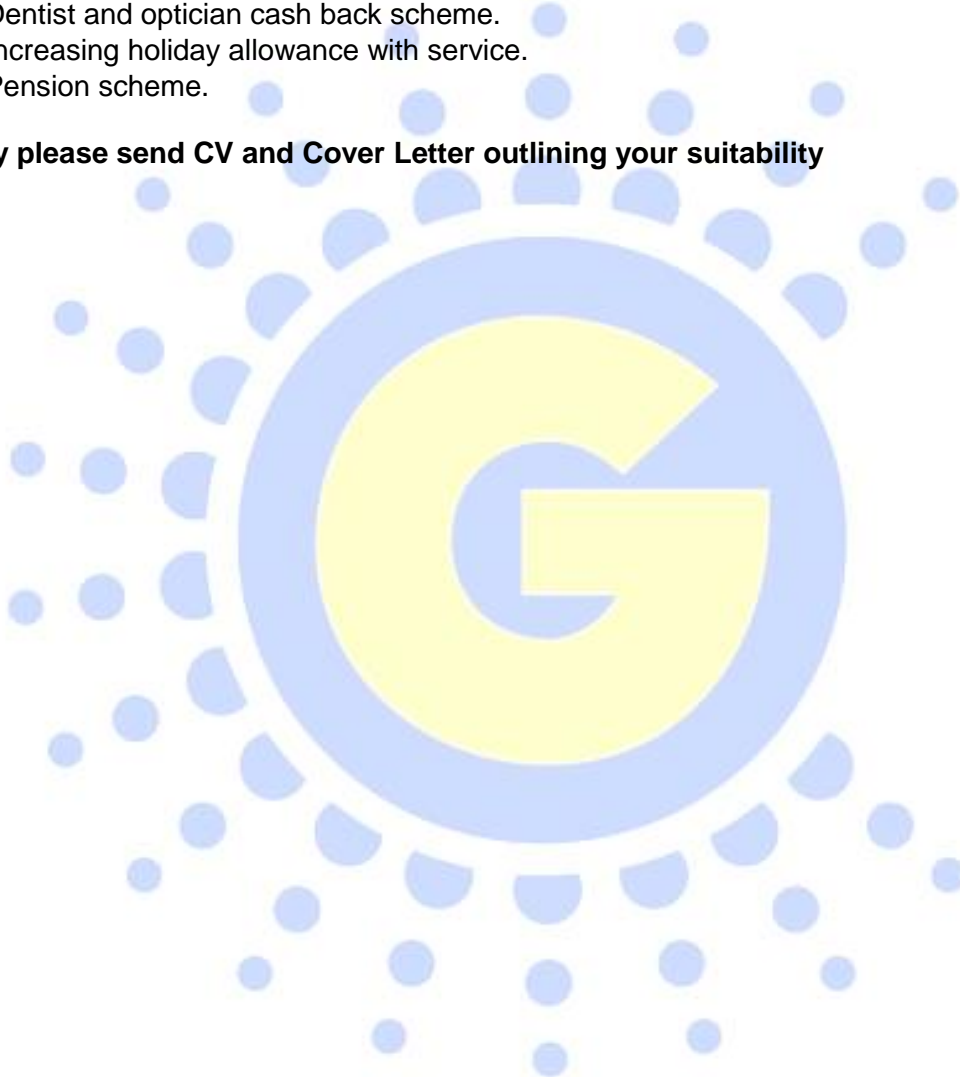 Dentist and optician cash back scheme.
ncreasing holiday allowance with service.
Pension scheme.
y please send CV and Cover Letter outlining your suitability
G